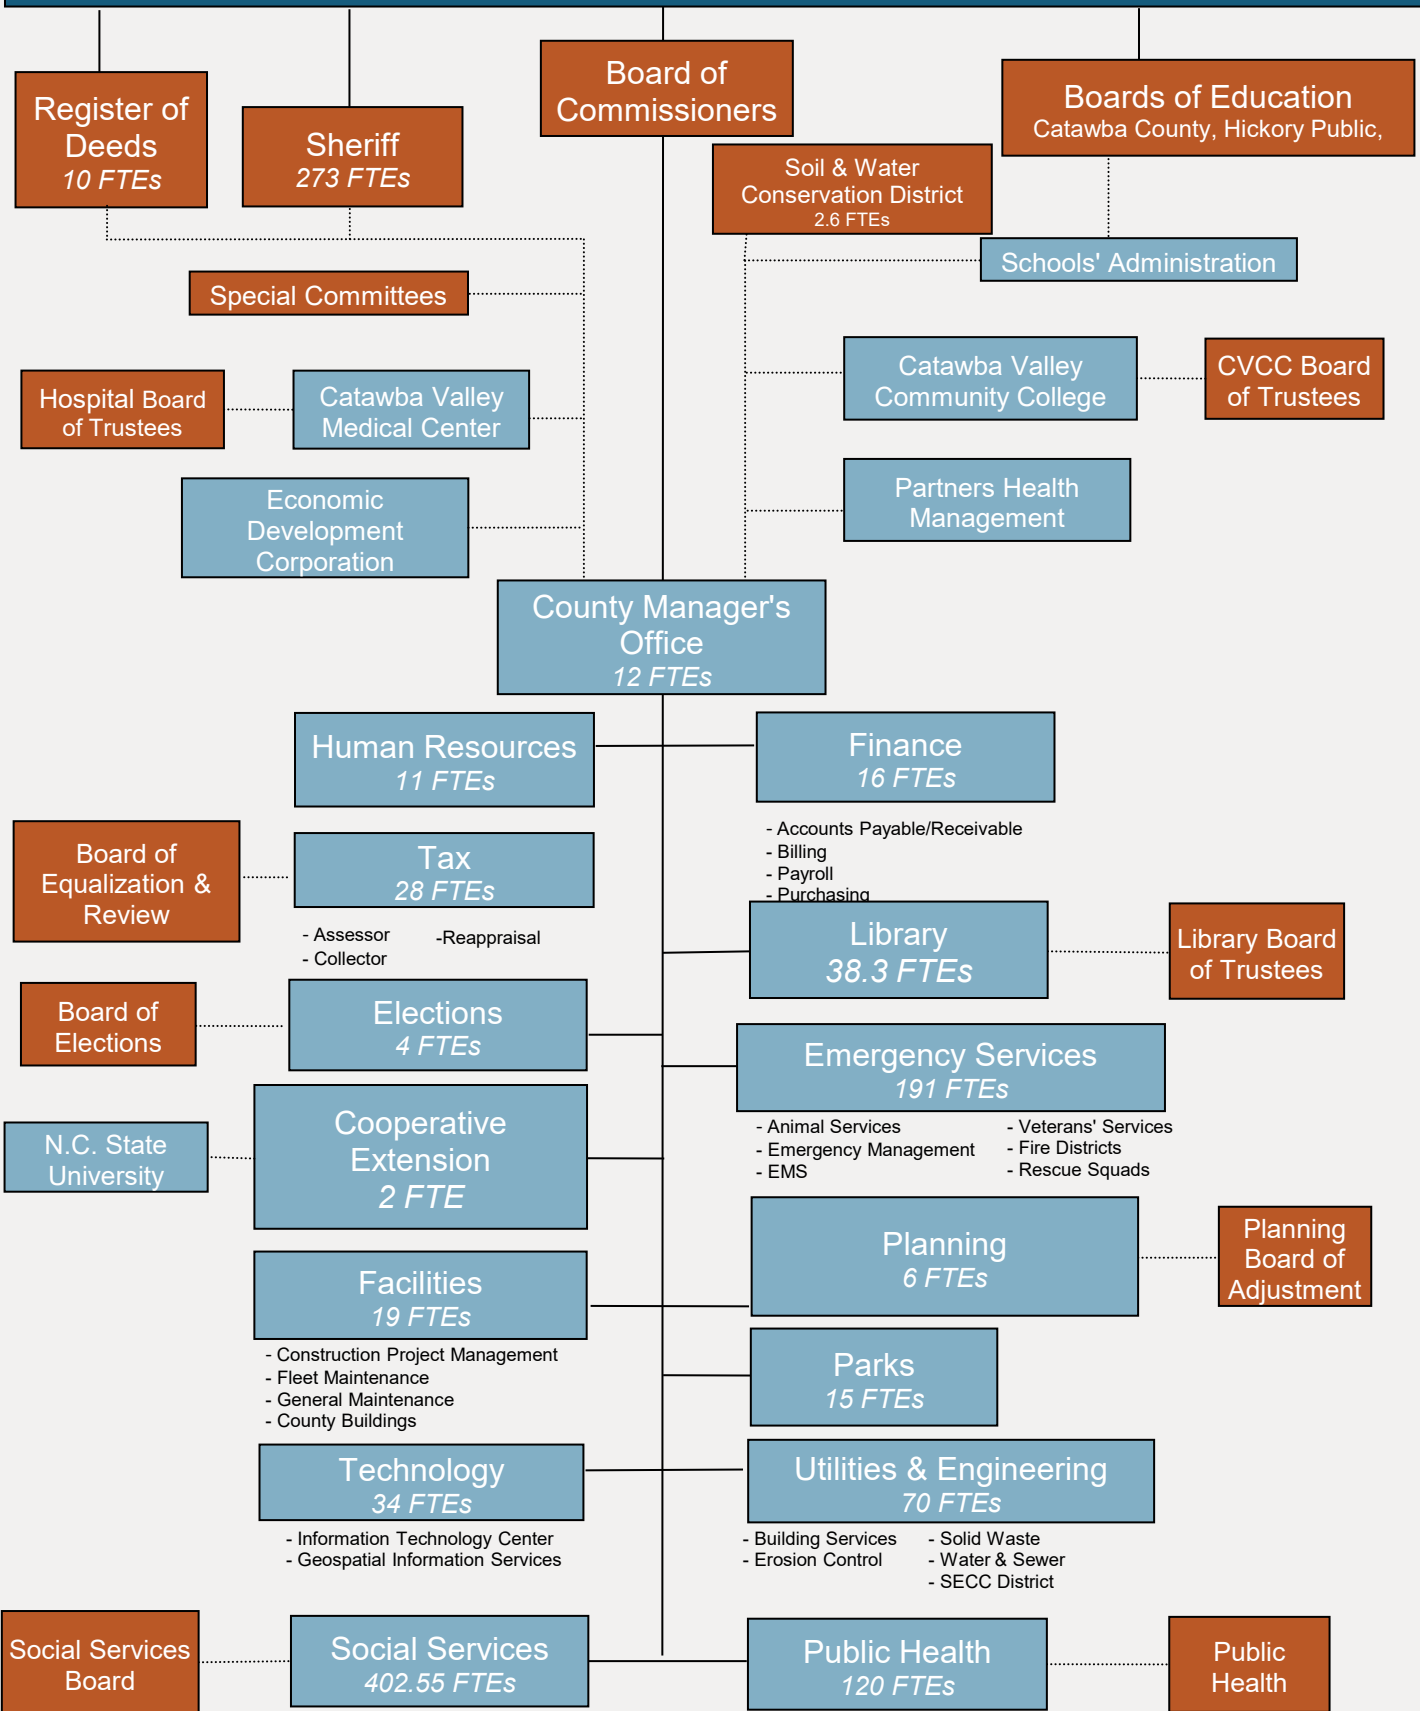 Register of
Deeds
10 FTEs
Sheriff
273 FTEs
Board of
Commissioners
Boards of Education
Catawba County, Hickory Public,
Soil & Water
Conservation District
2.6 FTEs
Schools' Administration
Special Committees
Hospital Board
of Trustees
Catawba Valley
Medical Center
Catawba Valley
Community College
CVCC Board
of Trustees
Economic
Development
Corporation
Partners Health
Management
County Manager's
Office
12 FTEs
Human Resources
11 FTEs
Finance
16 FTEs
- Accounts Payable/Receivable
- Billing
- Payroll
- Purchasing
Board of
Equalization &
Review
Tax
28 FTEs
- Assessor
- Collector
-Reappraisal
Library
38.3 FTEs
Library Board
of Trustees
Board of
Elections
Elections
4 FTEs
Emergency Services
191 FTEs
- Animal Services
- Emergency Management
- EMS
- Veterans' Services
- Fire Districts
- Rescue Squads
N.C. State
University
Cooperative
Extension
2 FTE
Planning
6 FTEs
Planning
Board of
Adjustment
Facilities
19 FTEs
- Construction Project Management
- Fleet Maintenance
- General Maintenance
- County Buildings
Parks
15 FTEs
Technology
34 FTEs
- Information Technology Center
- Geospatial Information Services
Utilities & Engineering
70 FTEs
- Building Services
- Erosion Control
- Solid Waste
- Water & Sewer
- SECC District
Social Services
Board
Social Services
402.55 FTEs
Public Health
120 FTEs
Public
Health